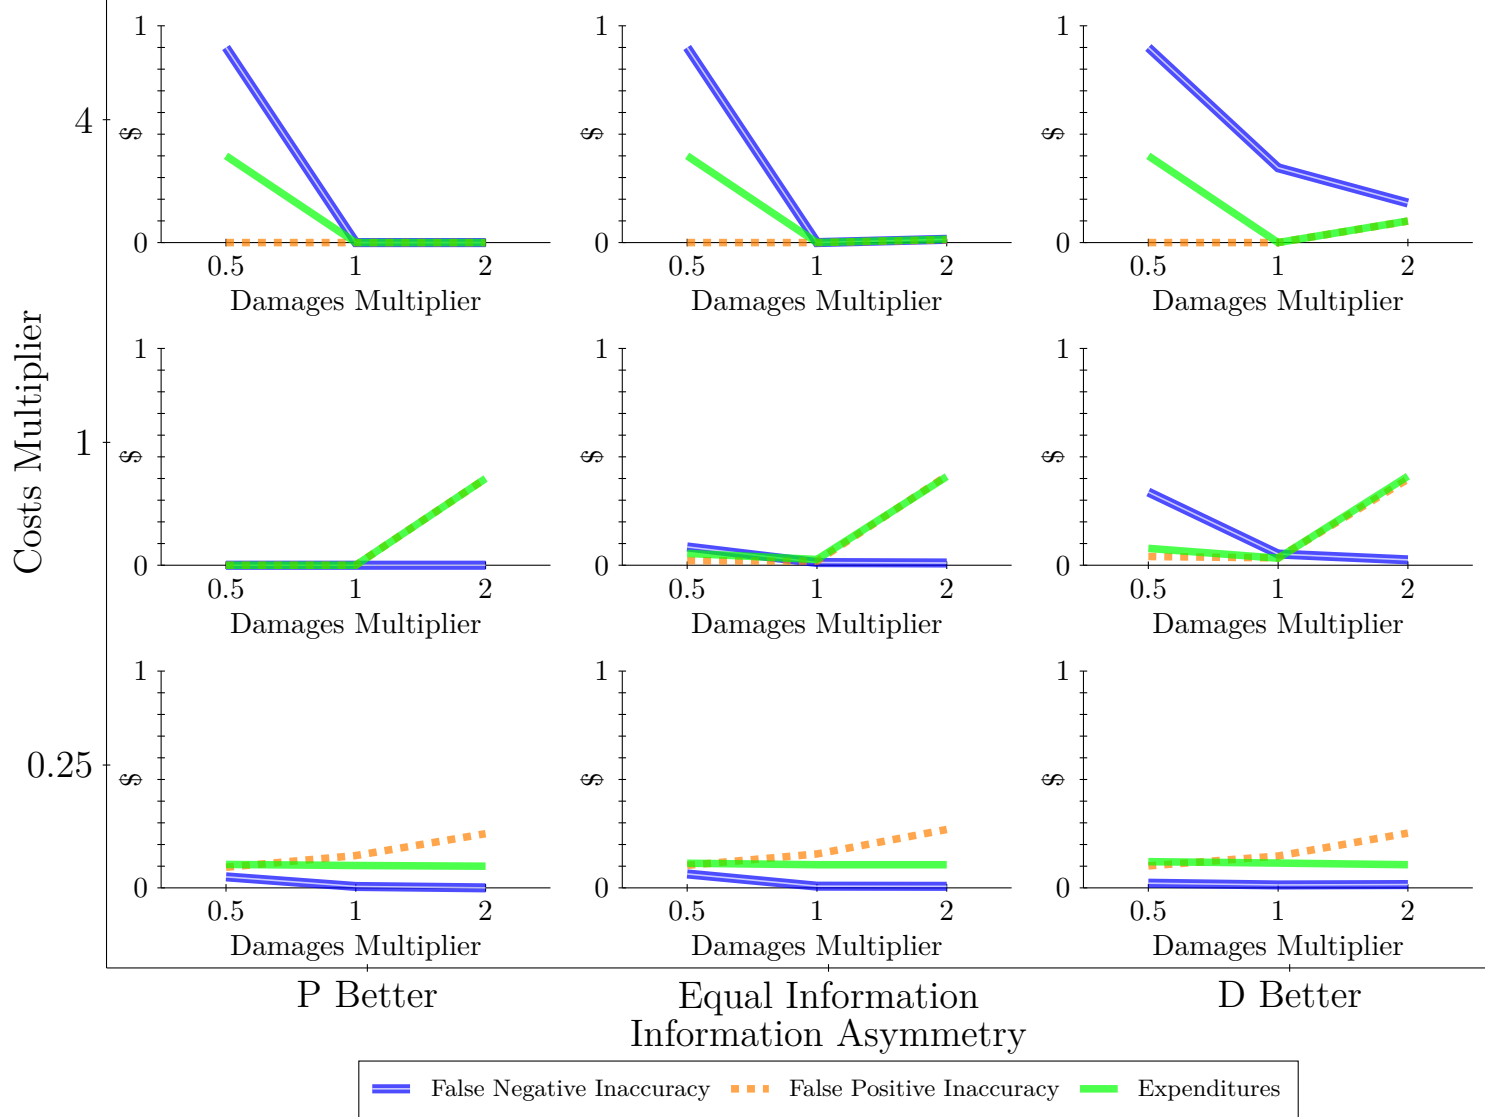 1
$
0
0.5 1 2
Damages Multiplier
1
$
0
0.5 1 2
Damages Multiplier
1
$
0
0.5 1 2
Damages Multiplier
4
1
$
0
0.5 1 2
Damages Multiplier
1
$
0
0.5 1 2
Damages Multiplier
1
$
0
0.5 1 2
Damages Multiplier
1
Costs Multiplier
1
$
0
0.5 1 2
Damages Multiplier
1
$
0
0.5 1 2
Damages Multiplier
1
$
0
0.5 1 2
Damages Multiplier
0.25
P Better Equal Information D Better
Information Asymmetry
False Negative Inaccuracy False Positive Inaccuracy Expenditures